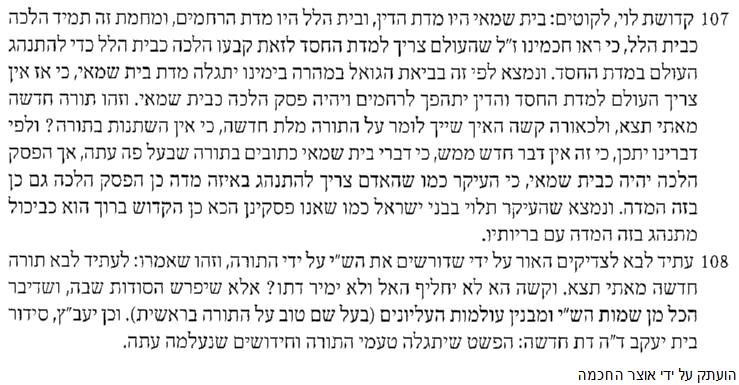 107 קדושת לוי, לקוטים: בית שמאי היו מדת הדין, ובית הלל היו מדת הרחמים, ומחמת זה תמיד הלכה
כבית הלל, כי ראו חכמינו ז"ל שהעולם צריך למדת החסד לזאת קבעו הלכה כבית הלל כדי להתנהג
העולם במדת החסד. ונמצא לפי זה בביאת הגואל במהרה בימינו יתגלה מדת בית שמאי, כי אז אין
צריך העולם למדת החסד והדין יתהפך לרחמים ויהיה פסק הלכה כבית שמאי. וזהו תורה חדשה
מאתי תצא, ולכאורה קשה האיך שייך לומר על התורה מלת חדשה, כי אין השתנות בתורה? ולפי
דברינו יתכן, כי זה אין דבר חדש ממש, כי דברי בית שמאי כתובים בתורה שבעל פה עתה, אך הפסק
הלכה יהיה כבית שמאי, כי העיקר כמו שהאדם צריך להתנהג באיזה מדה כן הפסק הלכה גם כן
בזה המדה. ונמצא שהעיקר תלוי בבני ישראל כמו שאנו פסקינן הכא כן הקדוש ברוך הוא כביכול
מתנהג בזה המדה עם בריותיו.
108 עתיד לבא לצדיקים האור על ידי שדורשים את הש"י על ידי התורה, וזהו שאמרו: לעתיד לבא תורה
חדשה מאתי תצא. וקשה הא לא יחליף האל ולא ימיר דתו? אלא שיפרש הסודות שבה, ושדיבר
הכל מן שמות הש"י ומבנין עולמות העליונים (בעל שם טוב על התורה בראשית). וכן יעב"ץ, סידור
בית יעקב ד"ה דת חדשה: הפשט שיתגלה טעמי התורה וחידושים שנעלמה עתה.
הועתק על ידי אוצר החכמה